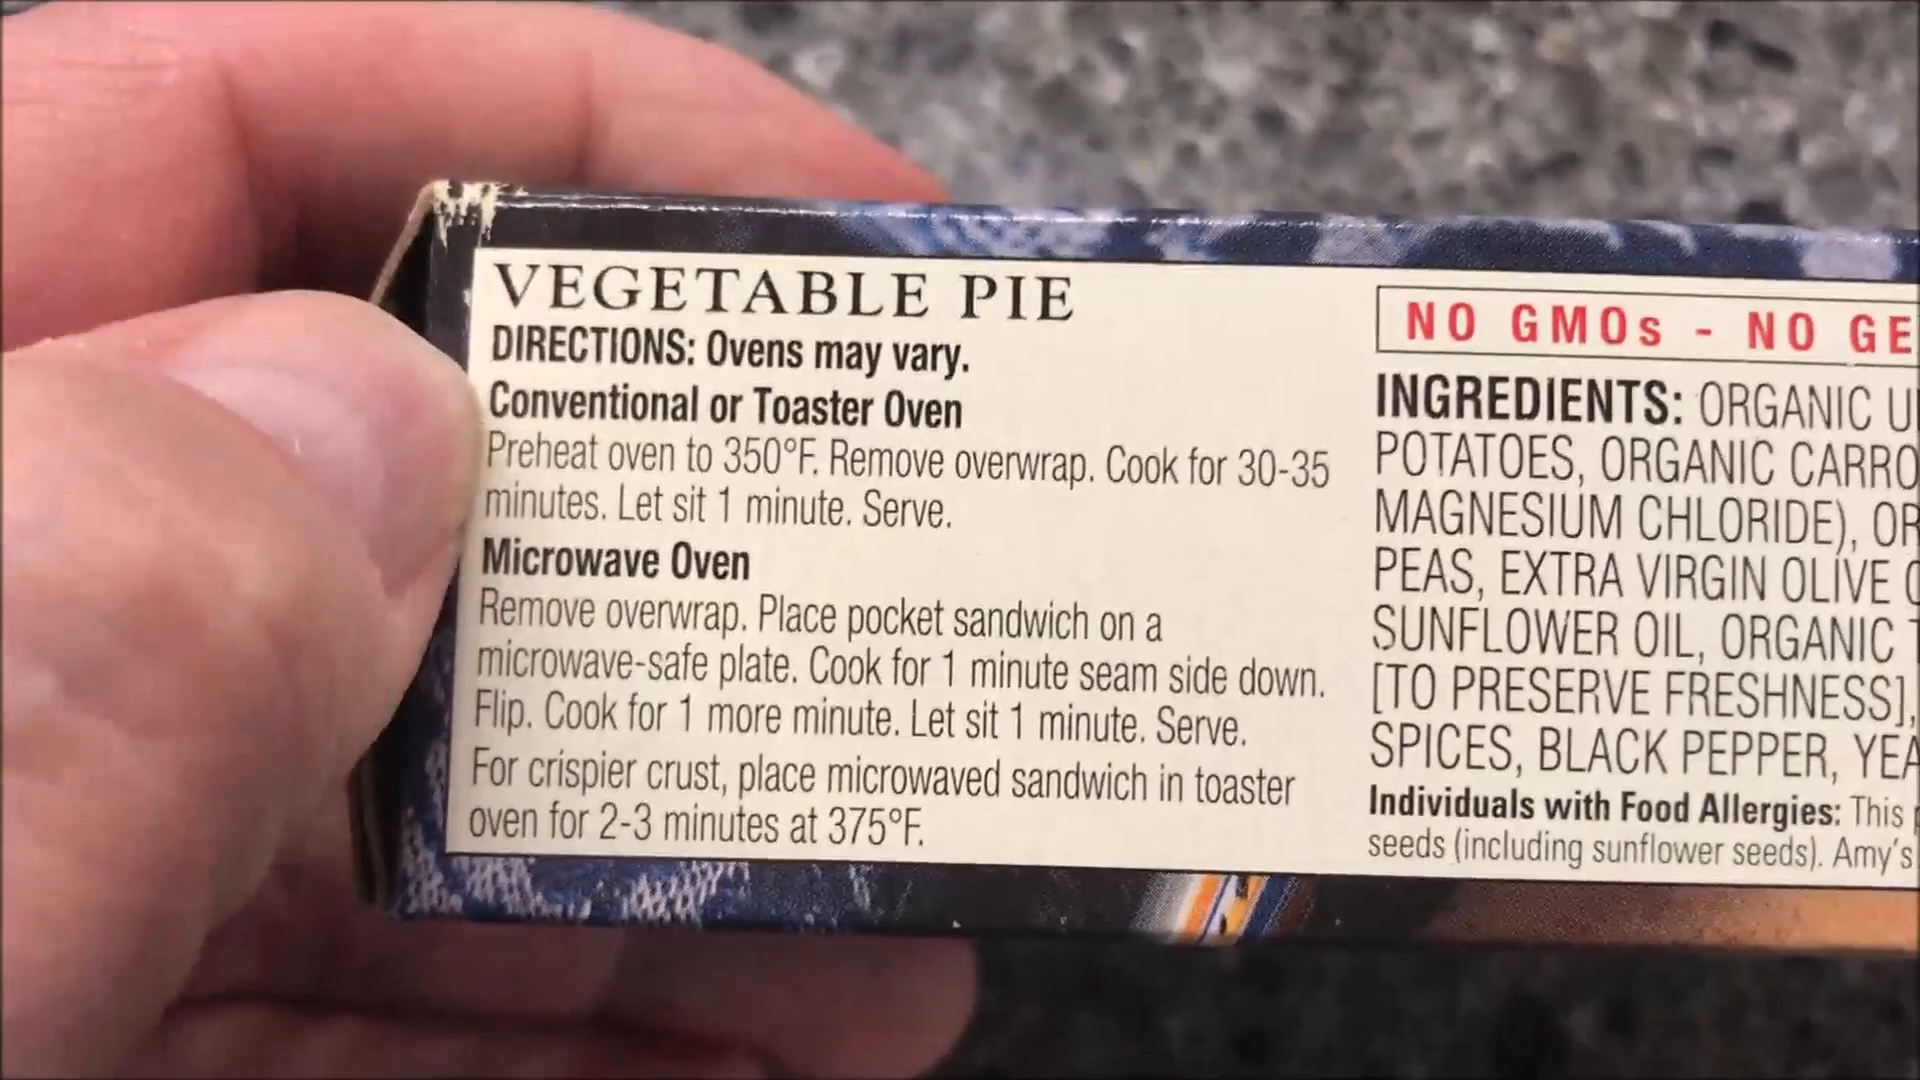 VEGETABLE PIE
DIRECTIONS: Ovens may vary.
Conventional or Toaster Oven
Preheat oven to 350°F. Remove overwrap. Cook for 30-35
minutes. Let sit 1 minute. Serve.
Microwave Oven
Remove overwrap. Place pocket sandwich on a
microwave-safe plate. Cook for 1 minute seam side down.
Flip. Cook for 1 more minute. Let sit 1 minute. Serve.
For crispier crust, place microwaved sandwich in toaster
oven for 2-3 minutes at 375°F.
NO GMOs - NO
INGREDIENTS: ORGANIC
POTATOES, ORGANIC
MAGNESIUM CHLORIDE),
PEAS, EXTRA VIRGIN OLIVE
SUNFLOWER OIL, ORGANIC
[TO PRESERVE FRESHNESS],
SPICES, BLACK PEPPER,
Individuals with Food Allergies: This
seeds (including sunflower seeds). Amy's